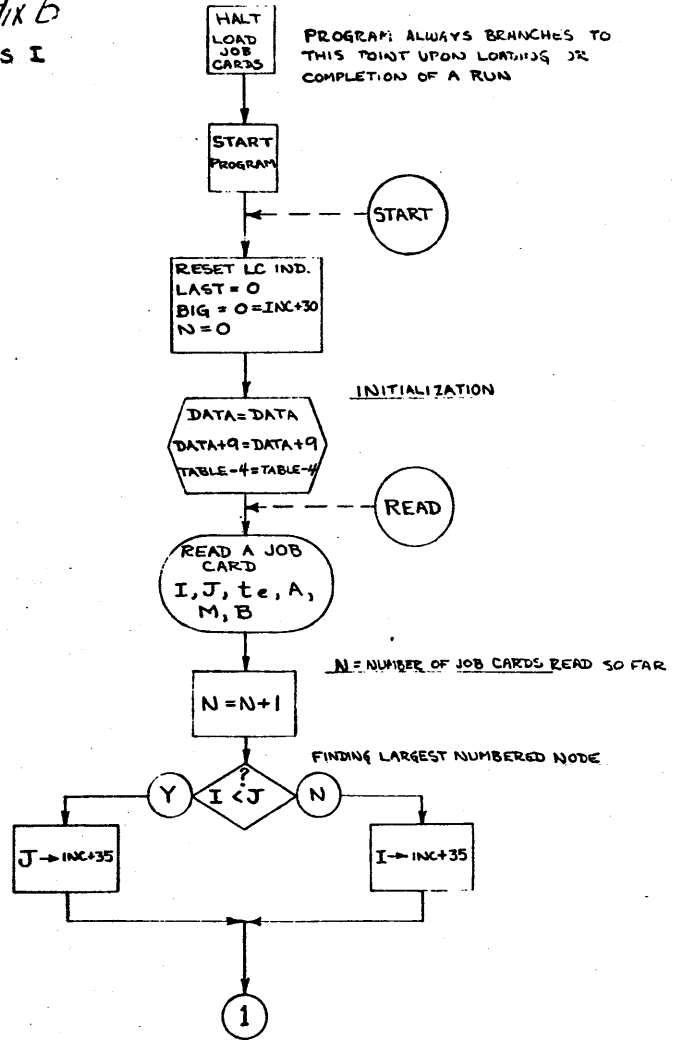 S I
HALT
LOAD
JOB
CARDS
PROGRAM ALWAYS BRANCHES TO
THIS POINT UPON LOADING OR
COMPLETION OF A RUN
START
PROGRAM
START
RESET LC IND.
LAST = 0
BIG = 0 = INC+30
N = 0
INITIALIZATION
DATA = DATA
DATA+9 = DATA+9
TABLE-4 = TABLE-4
READ
READ A JOB
CARD
I, J, te, A,
M, B
N = NUMBER OF JOB CARDS READ SO FAR
N = N+1
FINDING LARGEST NUMBERED NODE
?
Y I < J N
J → INC+35
I → INC+35
1